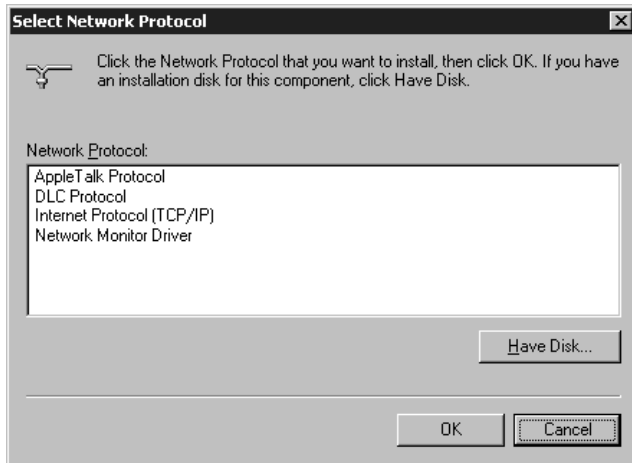 Select Network Protocol
Click the Network Protocol that you want to install, then click OK. If you have
an installation disk for this component, click Have Disk.
Network Protocol:
AppleTalk Protocol
DLC Protocol
Internet Protocol (TCP/IP)
Network Monitor Driver
Have Disk...
OK
Cancel